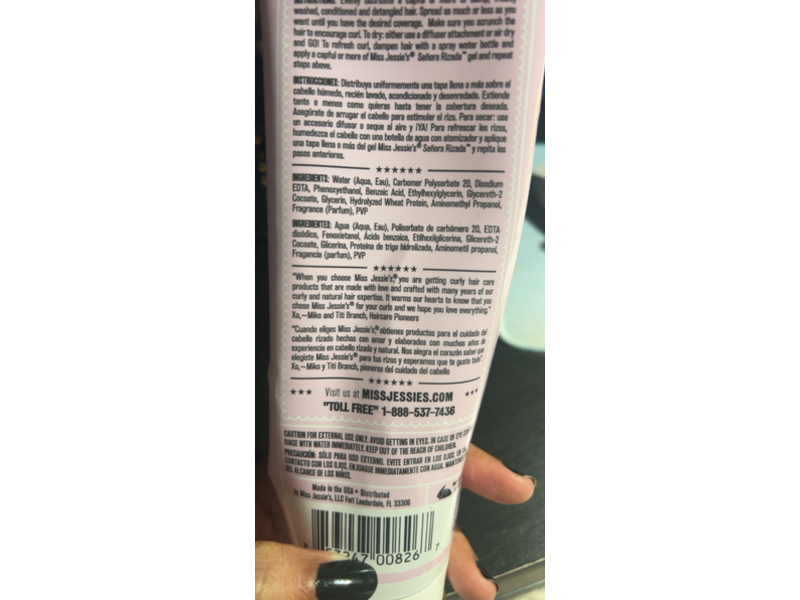 washed, conditioned and detangled hair. Spread as much or less as you
want until you have the desired coverage. Make sure you scrunch the
hair to encourage curl. To dry: either use a diffuser attachment or air dry
and GO! To refresh curl, dampen hair with a spray water bottle and
apply a capful or more of Miss Jessie's® Señora Rizada™ gel and repeat
steps above.
INSTRUCCIONES: Distribuya uniformemente una tapa llena o más sobre el
cabello húmedo, recién lavado, acondicionado y desenredado. Extiende
tanto o menos como quieras hasta tener la cobertura deseada.
Asegúrate de arrugar el cabello para estimular el rizo. Para secar: use
un accesorio difusor o seque al aire y ¡YA! Para refrescar los rizos,
humedezca el cabello con una botella de agua con atomizador y aplique
una tapa llena o más del gel Miss Jessie's® Señora Rizada™ y repita los
pasos anteriores.
INGREDIENTS: Water (Aqua, Eau), Carbomer Polysorbate 20, Disodium
EDTA, Phenoxyethanol, Benzoic Acid, Ethylhexylglycerin, Glycereth-2
Cocoate, Glycerin, Hydrolyzed Wheat Protein, Aminomethyl Propanol,
Fragrance (Parfum), PVP
INGREDIENTES: Agua (Aqua, Eau), Polisorbato de carbómero 20, EDTA
disódico, Fenoxietanol, Ácido benzoico, Etilhexilglicerina, Glicereth-2
Cocoate, Glicerina, Proteína de trigo hidrolizada, Aminometil propanol,
Fragancia (parfum), PVP
"When you choose Miss Jessie's,® you are getting curly hair care
products that are made with love and crafted with many years of our
curly and natural hair expertise. It warms our hearts to know that you
chose Miss Jessie's® for your curls and we hope you love everything."
Xo,—Miko and Titi Branch, Haircare Pioneers
"Cuando eliges Miss Jessie's,® obtienes productos para el cuidado del
cabello rizado hechos con amor y elaborados con muchos años de
experiencia en cabello rizado y natural. Nos alegra el corazón saber que
elegiste Miss Jessie's® para tus rizos y esperamos que te guste todo".
Xo,—Miko y Titi Branch, pioneros del cuidado del cabello
Visit us at MISSJESSIES.COM
"TOLL FREE" 1-888-537-7436
CAUTION: FOR EXTERNAL USE ONLY. AVOID GETTING IN EYES. IN CASE OF EYE
RINSE WITH WATER IMMEDIATELY. KEEP OUT OF THE REACH OF CHILDREN.
PRECAUCIÓN: SÓLO PARA USO EXTERNO. EVITE ENTRAR EN LOS OJOS.
CONTACTO CON LOS OJOS, ENJUAGUE INMEDIATAMENTE CON AGUA.
DEL ALCANCE DE LOS NIÑOS.
Made in the USA • Distributed
by Miss Jessie's, LLC Fort Lauderdale, FL 33306
00826 7